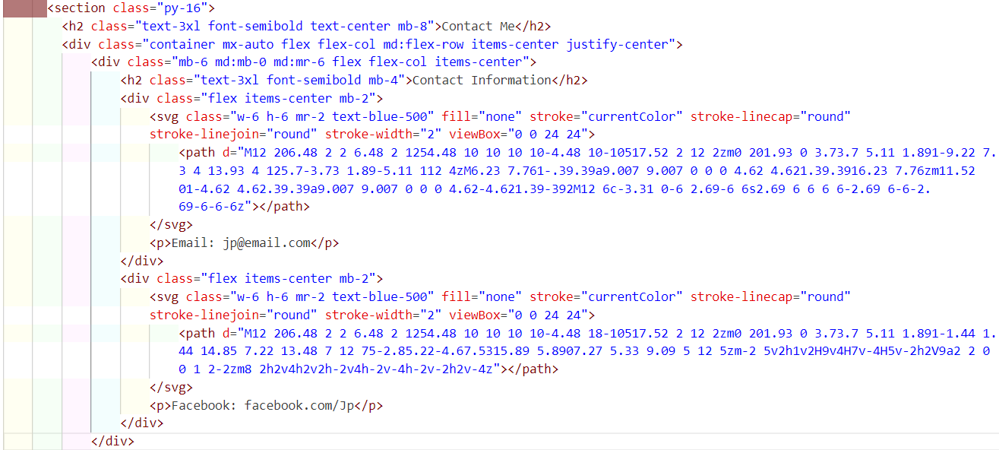 <section class="py-16">
<h2 class="text-3xl font-semibold text-center mb-8">Contact Me</h2>
<div class="container mx-auto flex flex-col md:flex-row items-center justify-center">
<div class="mb-6 md:mb-0 md:mr-6 flex flex-col items-center">
<h2 class="text-3xl font-semibold mb-4">Contact Information</h2>
<div class="flex items-center mb-2">
<svg class="w-6 h-6 mr-2 text-blue-500" fill="none" stroke="currentColor" stroke-linecap="round"
stroke-linejoin="round" stroke-width="2" viewBox="0 0 24 24">
<path d="M12 206.48 2 2 6.48 2 1254.48 10 10 10 10-4.48 10-10517.52 2 12 2zm0 201.93 0 3.73.7 5.11 1.891-9.22 7.
3 4 13.93 4 125.7-3.73 1.89-5.11 112 4zM6.23 7.761-.39.39a9.007 9.007 0 0 0 4.62 4.621.39.3916.23 7.76zm11.52
01-4.62 4.62.39.39a9.007 9.007 0 0 0 4.62-4.621.39-392M12 6c-3.31 0-6 2.69-6 6s2.69 6 6 6 6-2.69 6-6-2.
69-6-6-6z"></path>
</svg>
<p>Email: jp@email.com</p>
</div>
<div class="flex items-center mb-2">
<svg class="w-6 h-6 mr-2 text-blue-500" fill="none" stroke="currentColor" stroke-linecap="round"
stroke-linejoin="round" stroke-width="2" viewBox="0 0 24 24">
<path d="M12 206.48 2 2 6.48 2 1254.48 10 10 10 10-4.48 18-10517.52 2 12 2zm0 201.93 0 3.73.7 5.11 1.891-1.44 1.
44 14.85 7.22 13.48 7 12 75-2.85.22-4.67.5315.89 5.8907.27 5.33 9.09 5 12 5zm-2 5v2h1v2H9v4H7v-4H5v-2h2V9a2 2 0
0 1 2-2zm8 2h2v4h2v2h-2v4h-2v-4h-2v-2h2v-4z"></path>
</svg>
<p>Facebook: facebook.com/Jp</p>
</div>
</div>